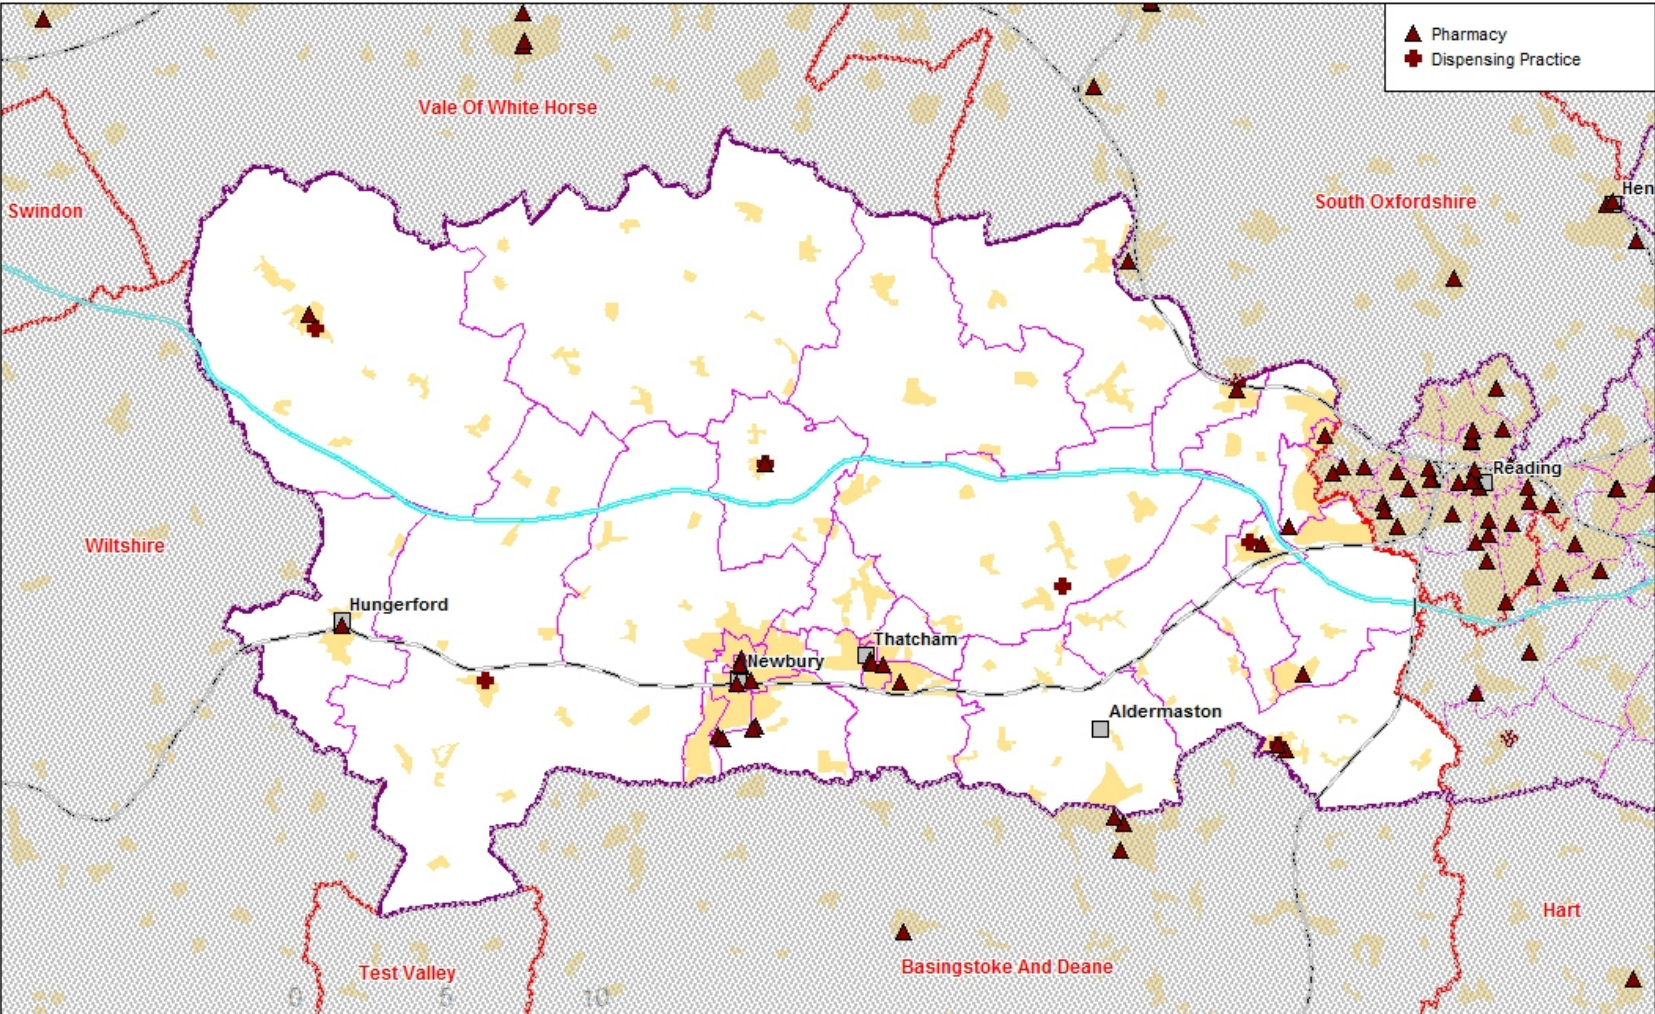 Pharmacy
Dispensing Practice
Vale Of White Horse
Hen
Swindon
South Oxfordshire
Reading
Wiltshire
Hungerford
Thatcham
Newbury
Aldermaston
Hart
Basingstoke And Deane
Test Valley
0 5 10